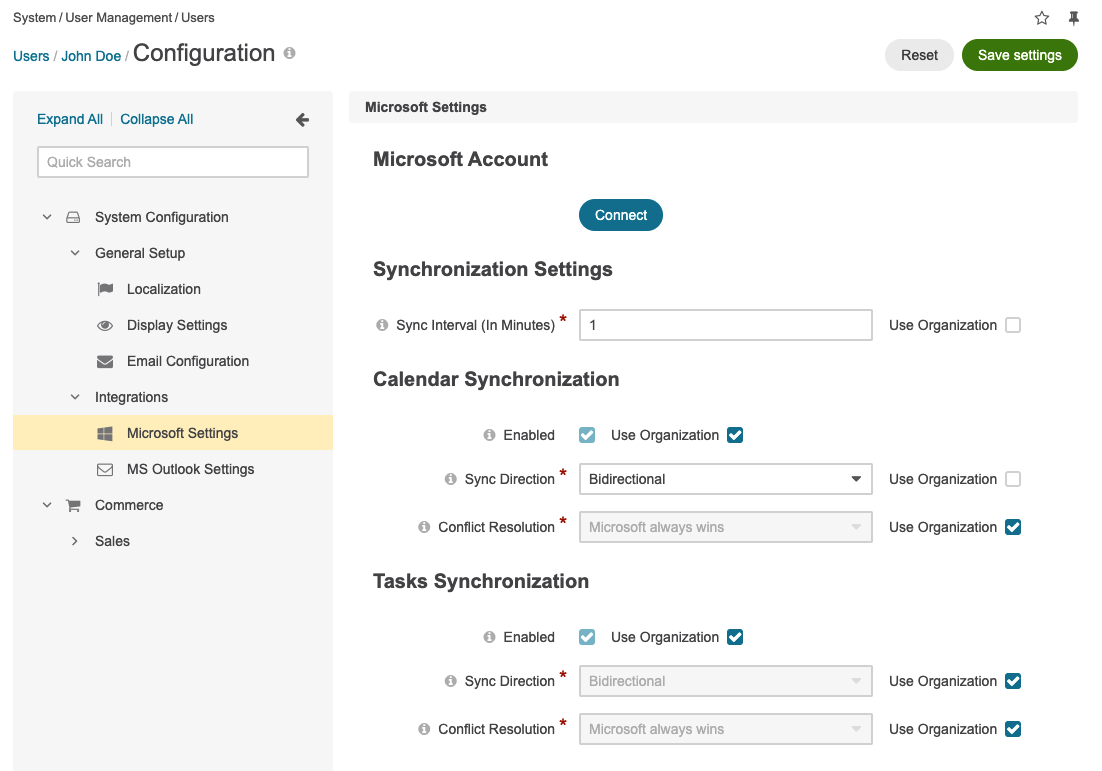 System / User Management / Users
Users / John Doe / Configuration
Reset
Save settings
Expand All
Collapse All
Quick Search
System Configuration
General Setup
Localization
Display Settings
Email Configuration
Integrations
Microsoft Settings
MS Outlook Settings
Commerce
Sales
Microsoft Settings
Microsoft Account
Connect
Synchronization Settings
Sync Interval (In Minutes) * 1 Use Organization
Calendar Synchronization
Enabled Use Organization
Sync Direction * Bidirectional Use Organization
Conflict Resolution * Microsoft always wins Use Organization
Tasks Synchronization
Enabled Use Organization
Sync Direction * Bidirectional Use Organization
Conflict Resolution * Microsoft always wins Use Organization